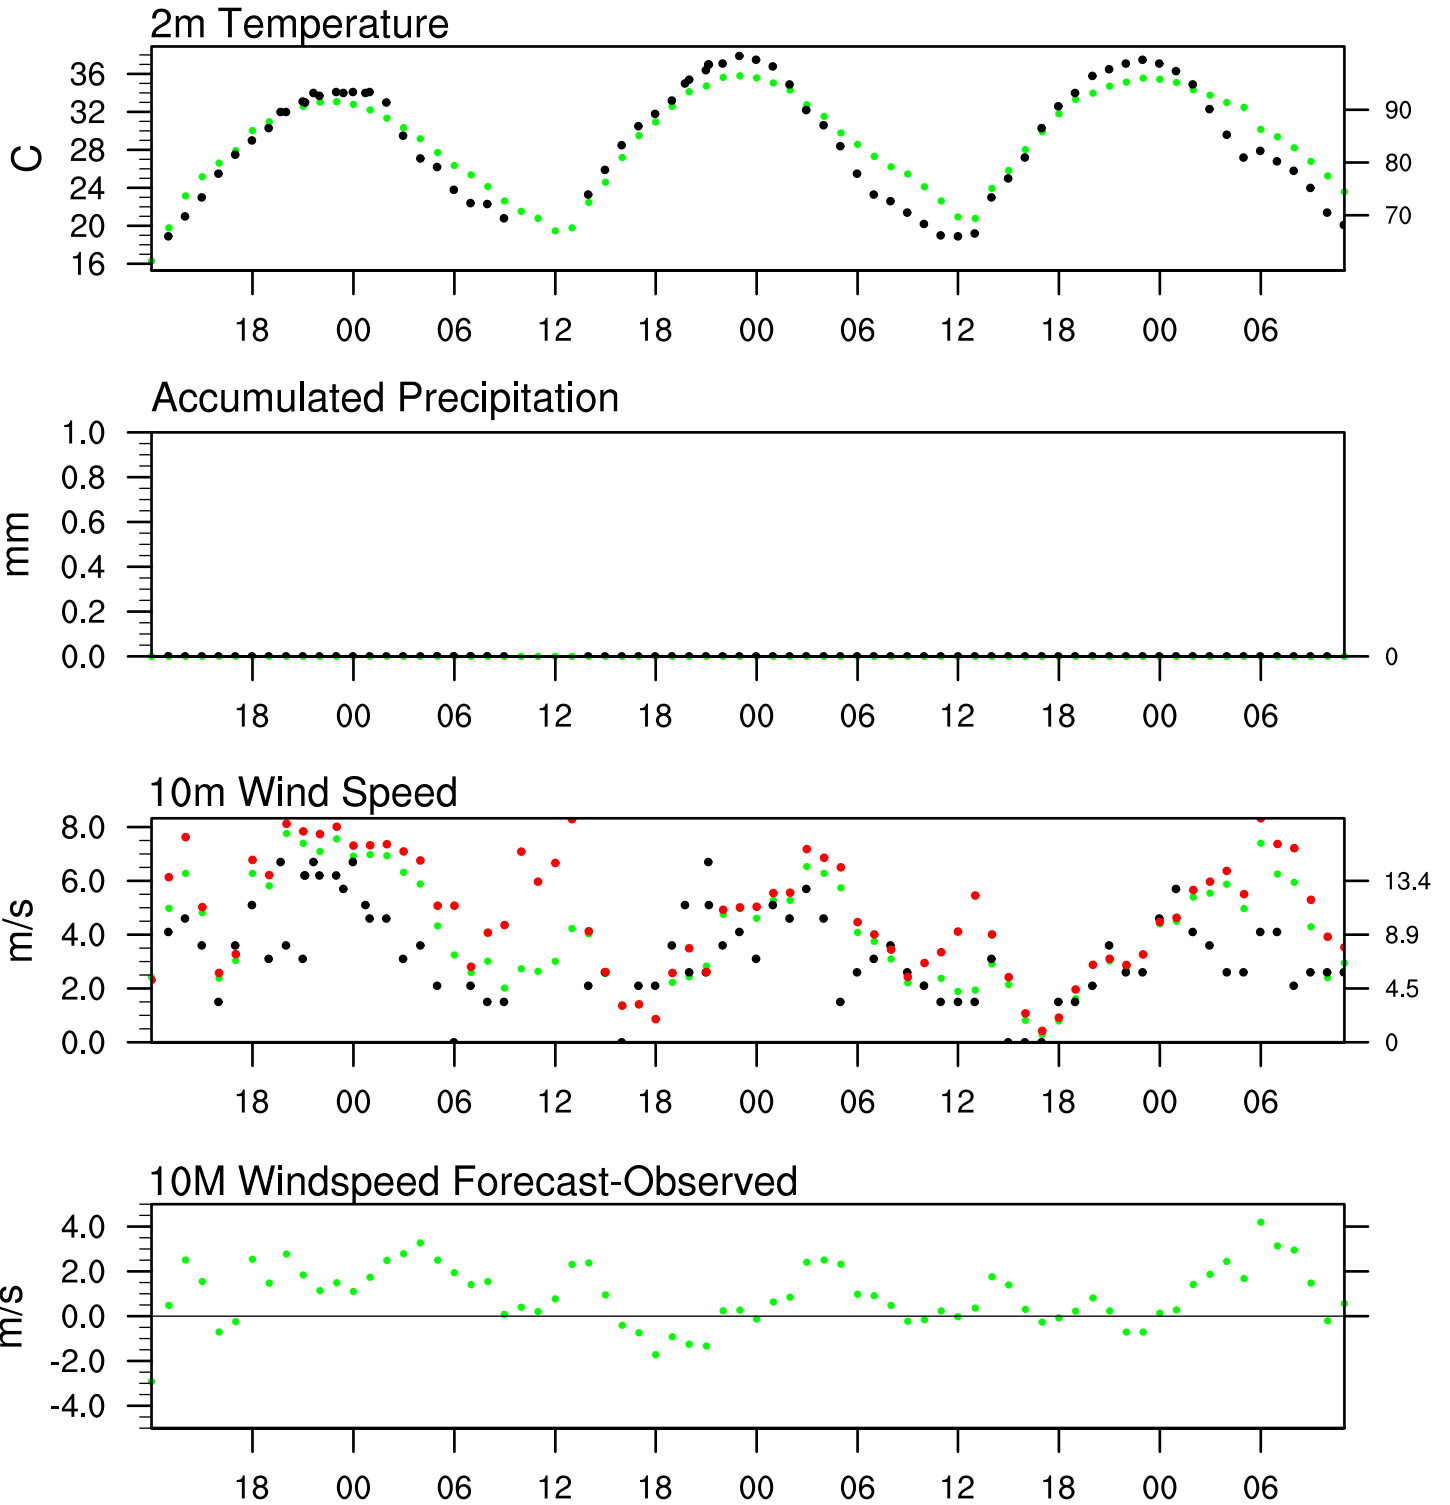 2m Temperature
36
32
28
24
20
16
C
90
80
70
18 00 06 12 18 00 06 12 18 00 06
Accumulated Precipitation
1.0
0.8
0.6
0.4
0.2
0.0
mm
0
18 00 06 12 18 00 06 12 18 00 06
10m Wind Speed
8.0
6.0
4.0
2.0
0.0
m/s
13.4
8.9
4.5
0
18 00 06 12 18 00 06 12 18 00 06
10M Windspeed Forecast-Observed
4.0
2.0
0.0
-2.0
-4.0
m/s
18 00 06 12 18 00 06 12 18 00 06